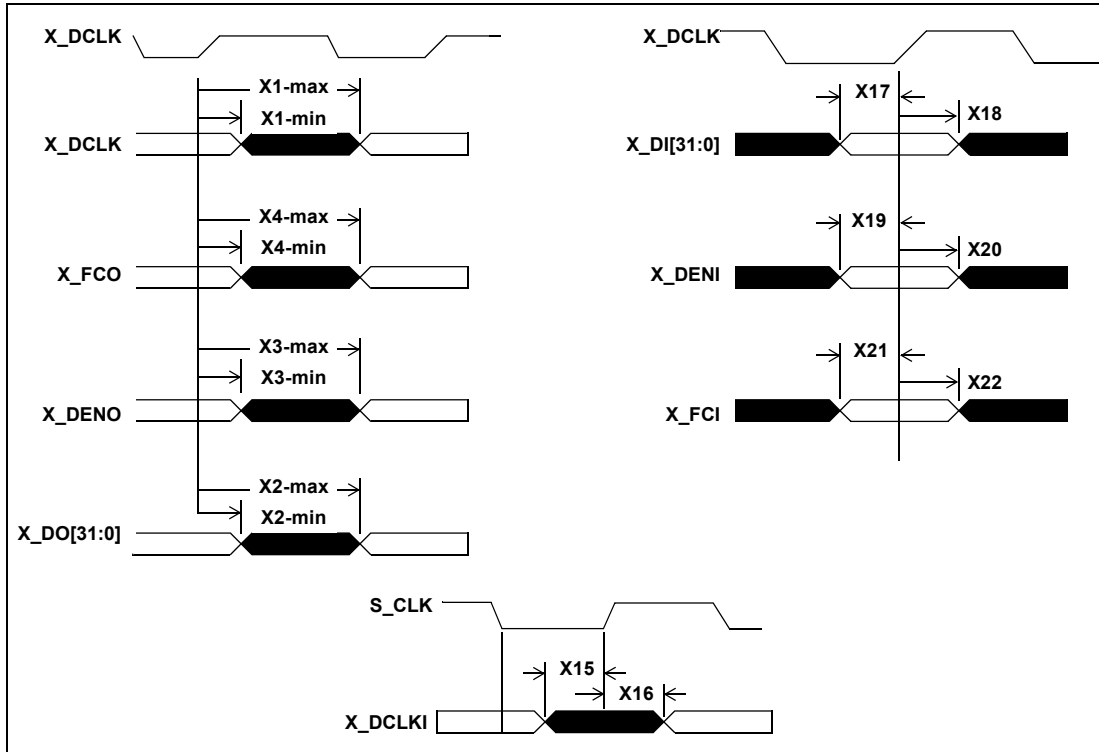 X_DCLK
X1-max
X1-min
X_DCLK
X4-max
X4-min
X_FCO
X3-max
X3-min
X_DENO
X2-max
X2-min
X_DO[31:0]
X_DCLK
X17
X18
X_DI[31:0]
X19
X20
X_DENI
X21
X22
X_FCI
S_CLK
X15
X16
X_DCLKI